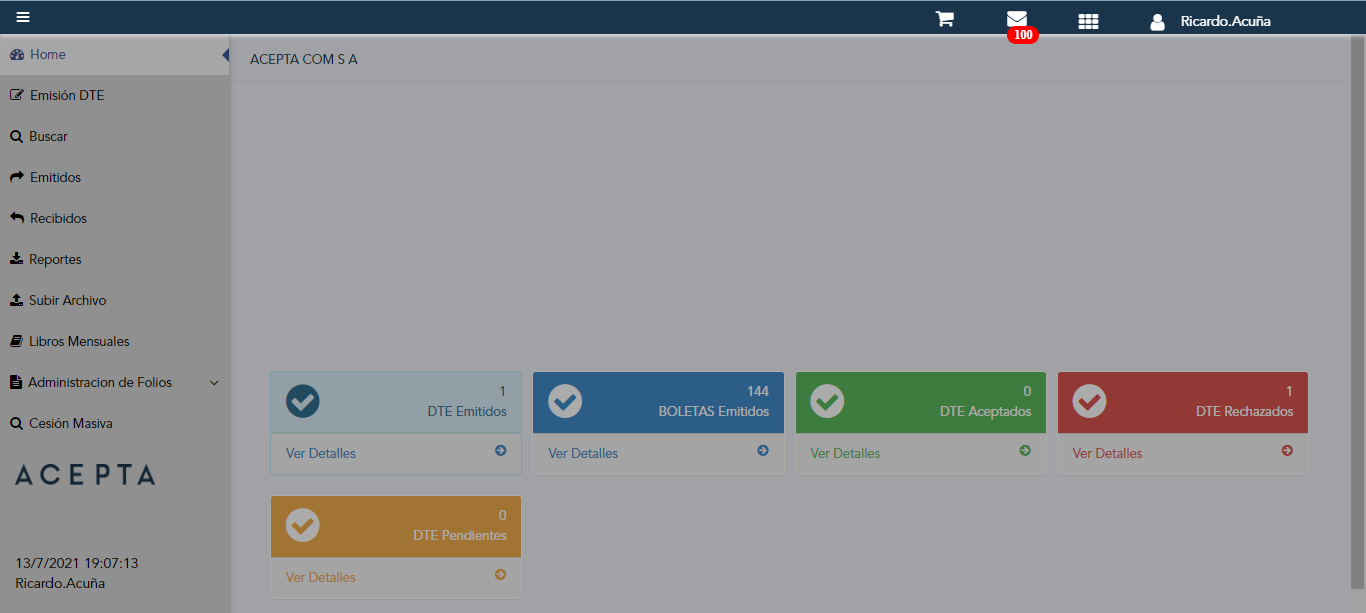 Ricardo.Acuña
100
Home
ACEPTA COM S A
Emisión DTE
Buscar
Emitidos
Recibidos
Reportes
Subir Archivo
Libros Mensuales
Administracion de Folios
Cesión Masiva
ACEPTA
13/7/2021 19:07:13
Ricardo.Acuña
1
DTE Emitidos
Ver Detalles
144
BOLETAS Emitidos
Ver Detalles
0
DTE Aceptados
Ver Detalles
1
DTE Rechazados
Ver Detalles
0
DTE Pendientes
Ver Detalles